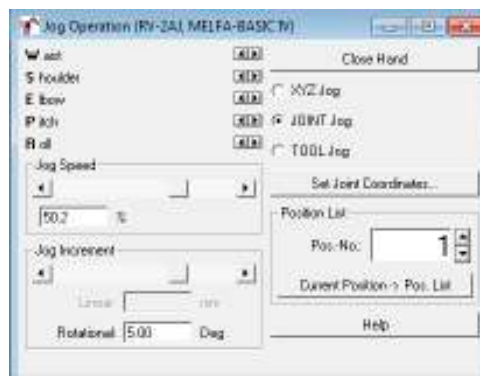 Jog Operation (RV-2AJ, MELFA-BASIC IV)
Waist
Shoulder
Elbow
Pitch
Roll
Close Hand
XYZ Jog
JOINT Jog
TOOL Jog
Jog Speed
50.2 %
Set Joint Coordinates...
Position List
Pos.-No.: 1
Current Position -> Pos. List
Jog Increment
Linear mm
Rotational 5.00 Deg
Help